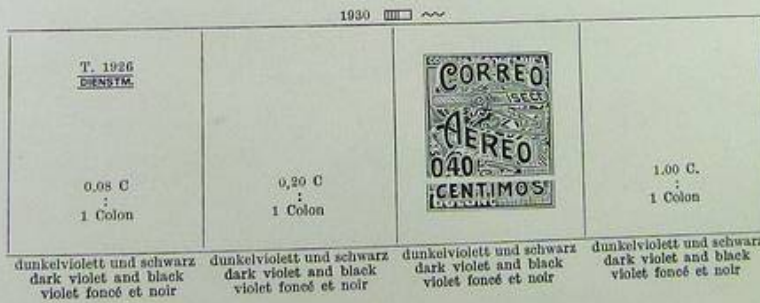 1930
T. 1926
DIENSTM.
0.08 C
:
1 Colon
0,20 C
:
1 Colon
CORREO
AEREO
0.40
CENTIMOS
1.00 C.
:
1 Colon
dunkelviolett und schwarz
dark violet and black
violet foncé et noir
dunkelviolett und schwarz
dark violet and black
violet foncé et noir
dunkelviolett und schwarz
dark violet and black
violet foncé et noir
dunkelviolett und schwarz
dark violet and black
violet foncé et noir